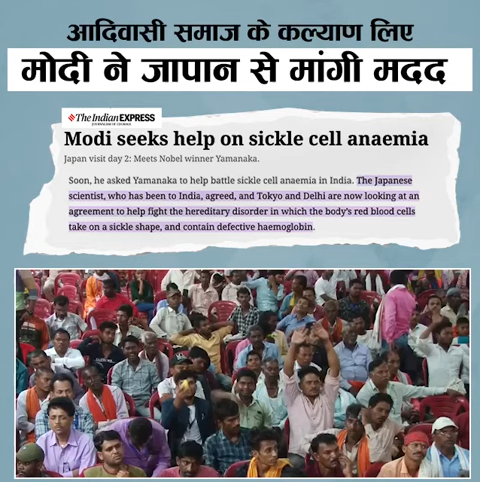 आदिवासी समाज के कल्याण लिए
मोदी ने जापान से मांगी मदद
The Indian EXPRESS
JOURNALISM OF COURAGE
Modi seeks help on sickle cell anaemia
Japan visit day 2: Meets Nobel winner Yamanaka.
Soon, he asked Yamanaka to help battle sickle cell anaemia in India. The Japanese
scientist, who has been to India, agreed, and Tokyo and Delhi are now looking at an
agreement to help fight the hereditary disorder in which the body's red blood cells
take on a sickle shape, and contain defective haemoglobin.